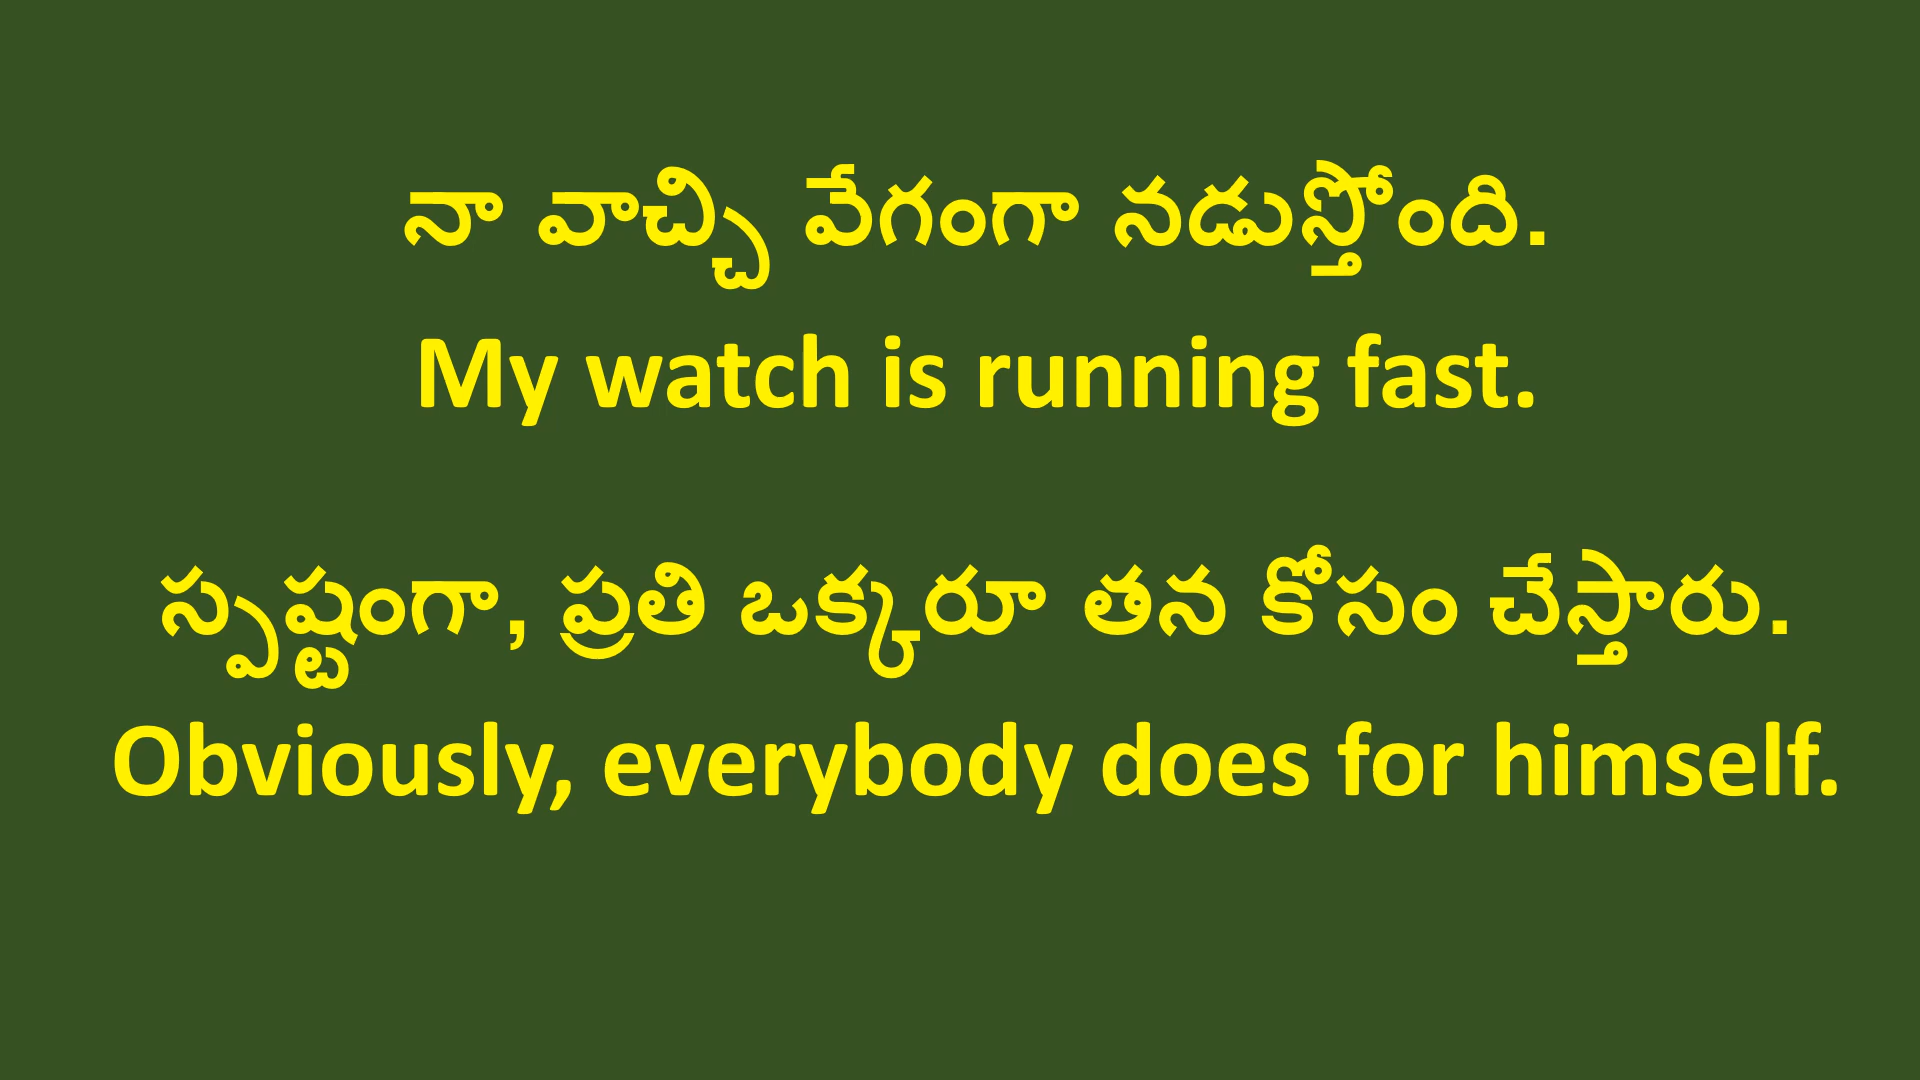 నా వాచ్చి వేగంగా నడుస్తోంది.
My watch is running fast.
స్పష్టంగా, ప్రతి ఒక్కరూ తన కోసం చేస్తారు.
Obviously, everybody does for himself.